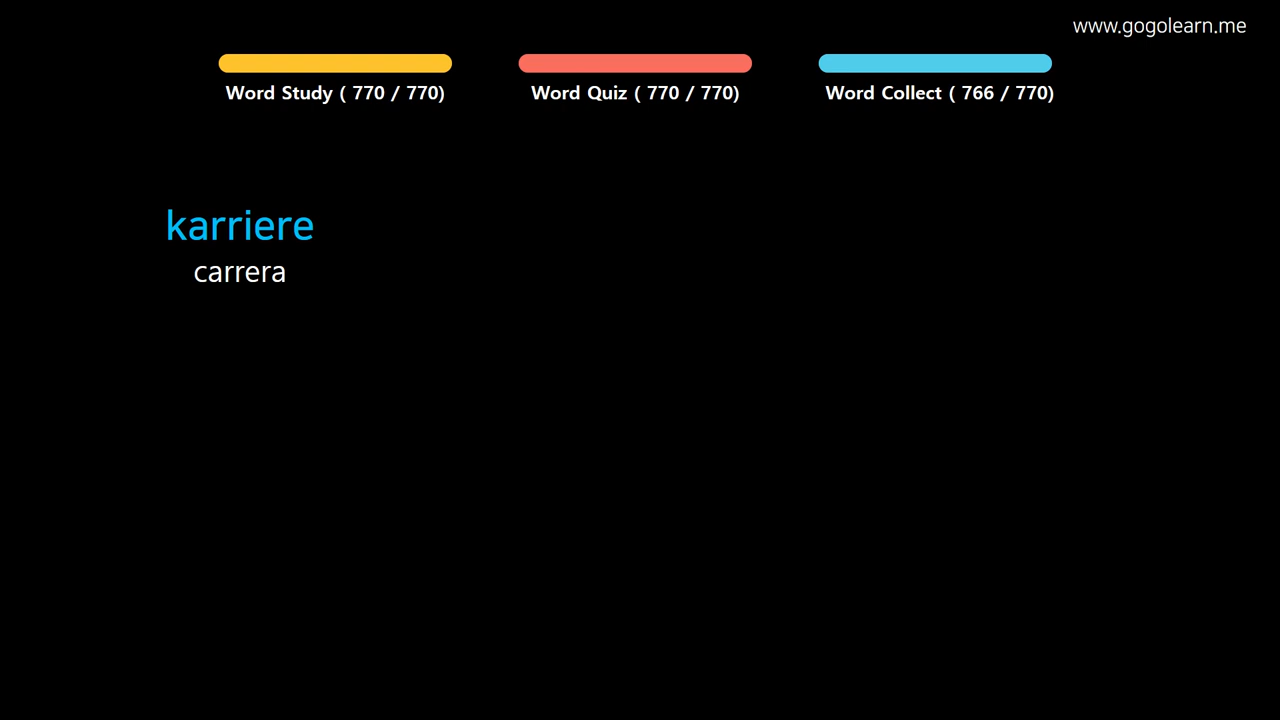 www.gogolearn.me
Word Study ( 770 / 770)
Word Quiz ( 770 / 770)
Word Collect ( 766 / 770)
karriere
carrera